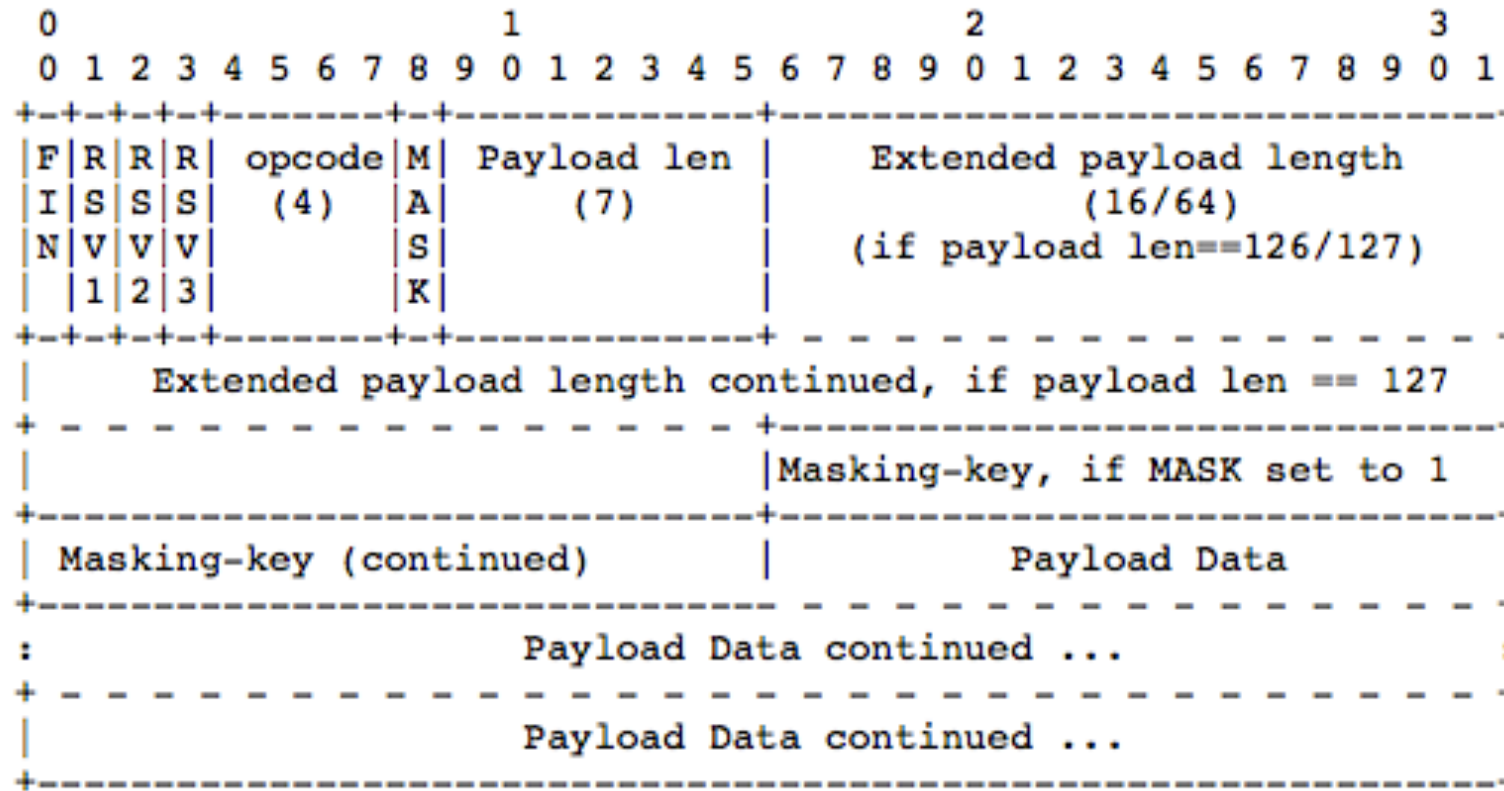 0                   1                   2                   3
 0 1 2 3 4 5 6 7 8 9 0 1 2 3 4 5 6 7 8 9 0 1 2 3 4 5 6 7 8 9 0 1
+-+-+-+-+-------+-+-------------+-------------------------------+
|F|R|R|R| opcode|M| Payload len |    Extended payload length
|I|S|S|S|  (4)  |A|     (7)     |             (16/64)
|N|V|V|V|       |S|             |   (if payload len==126/127)
| |1|2|3|       |K|             |
+-+-+-+-+-------+-+-------------+ - - - - - - - - - - - - - - - +
|     Extended payload length continued, if payload len == 127
+ - - - - - - - - - - - - - - - +-------------------------------+
|                               |Masking-key, if MASK set to 1
+-------------------------------+-------------------------------+
| Masking-key (continued)       |          Payload Data
+-------------------------------- - - - - - - - - - - - - - - - +
:                     Payload Data continued ...                :
+ - - - - - - - - - - - - - - - - - - - - - - - - - - - - - - - +
|                     Payload Data continued ...
+---------------------------------------------------------------+